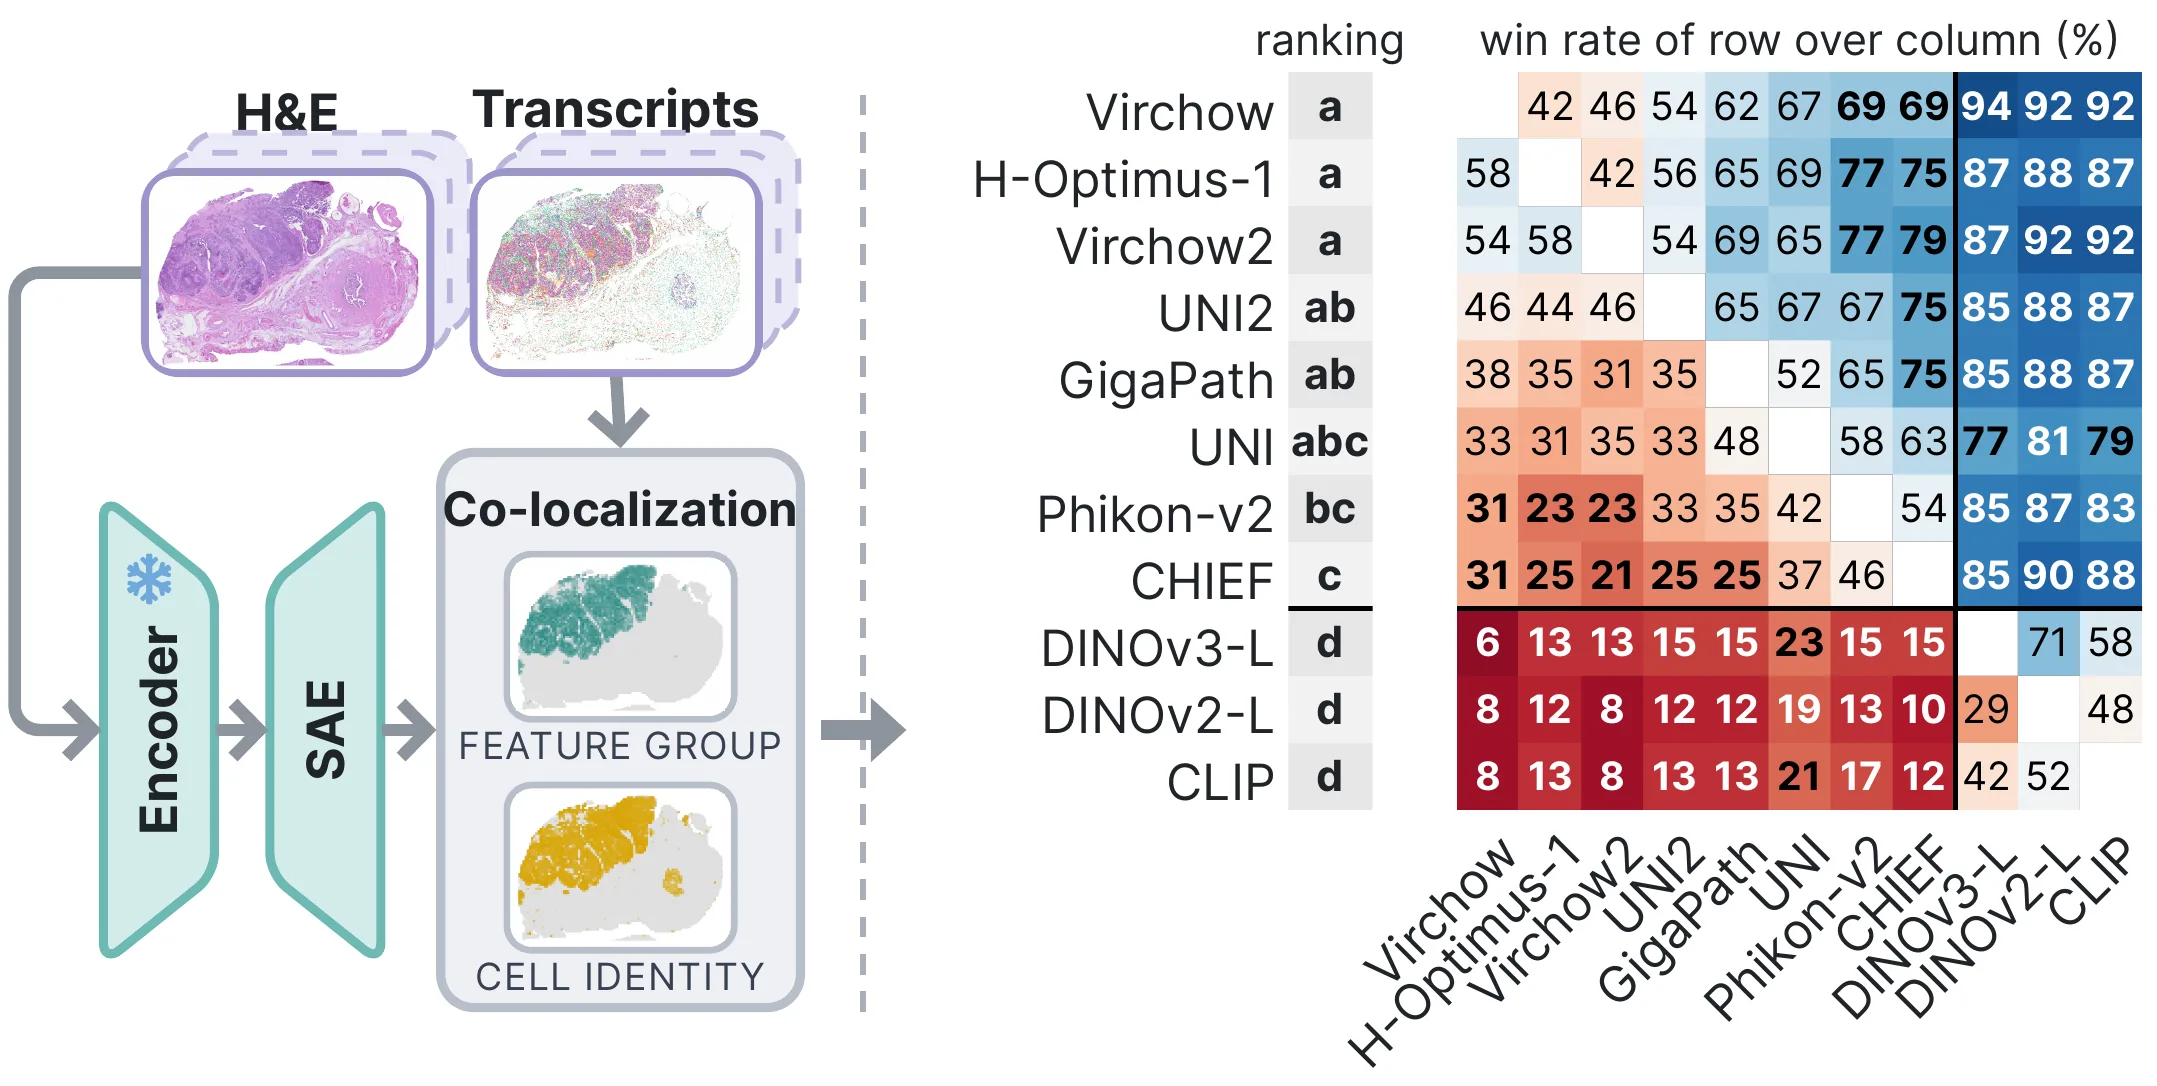 H&E
Transcripts
Encoder
SAE
Co-localization
FEATURE GROUP
CELL IDENTITY
ranking win rate of row over column (%)
Virchow a 42 46 54 62 67 69 69 94 92 92
H-Optimus-1 a 58 42 56 65 69 77 75 87 88 87
Virchow2 a 54 58 54 69 65 77 79 87 92 92
UNI2 ab 46 44 46 65 67 67 75 85 88 87
GigaPath ab 38 35 31 35 52 65 75 85 88 87
UNI abc 33 31 35 33 48 58 63 77 81 79
Phikon-v2 bc 31 23 23 33 35 42 54 85 87 83
CHIEF c 31 25 21 25 25 37 46 85 90 88
DINOv3-L d 6 13 13 15 15 23 15 15 71 58
DINOv2-L d 8 12 8 12 12 19 13 10 29 48
CLIP d 8 13 8 13 13 21 17 12 42 52
Virchow
H-Optimus-1
Virchow2
UNI2
GigaPath
UNI
Phikon-v2
CHIEF
DINOv3-L
DINOv2-L
CLIP